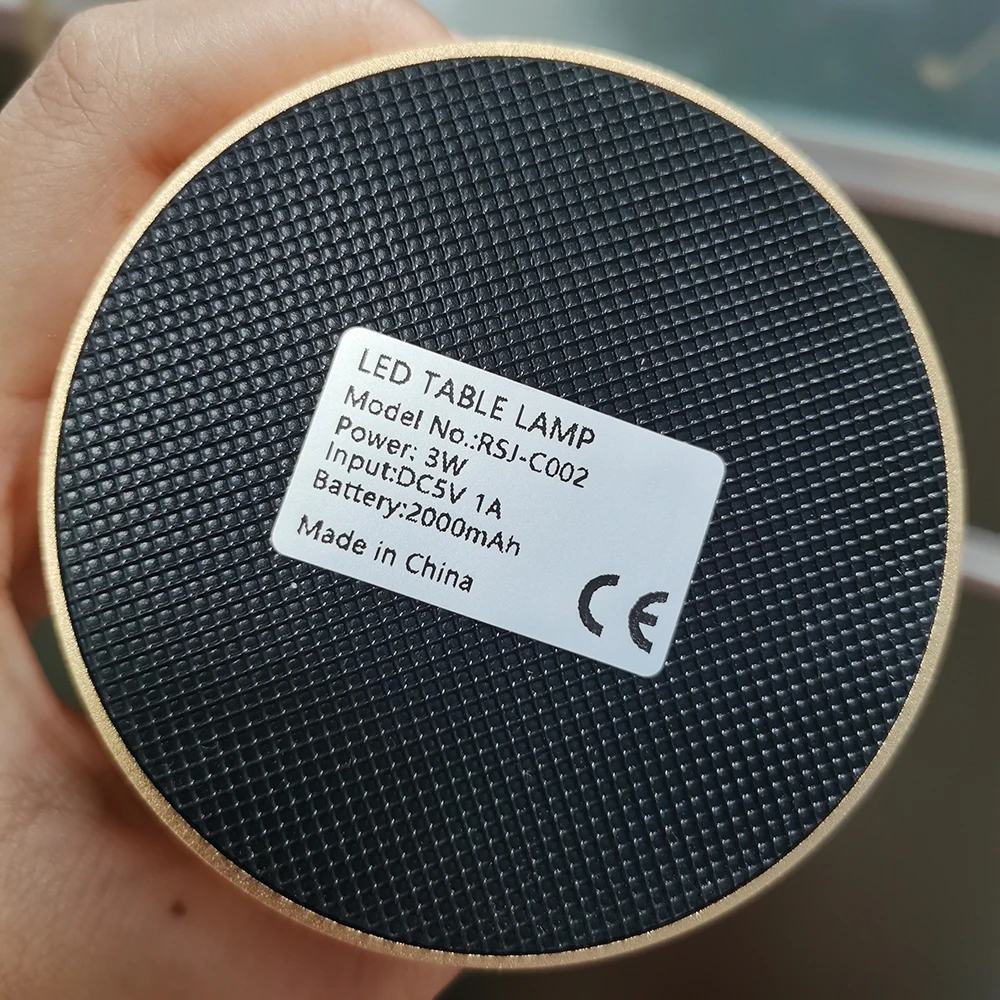 LED TABLE LAMP
Model No.:RSJ-C002
Power: 3W
Input:DC5V 1A
Battery:2000mAh
Made in China
CE